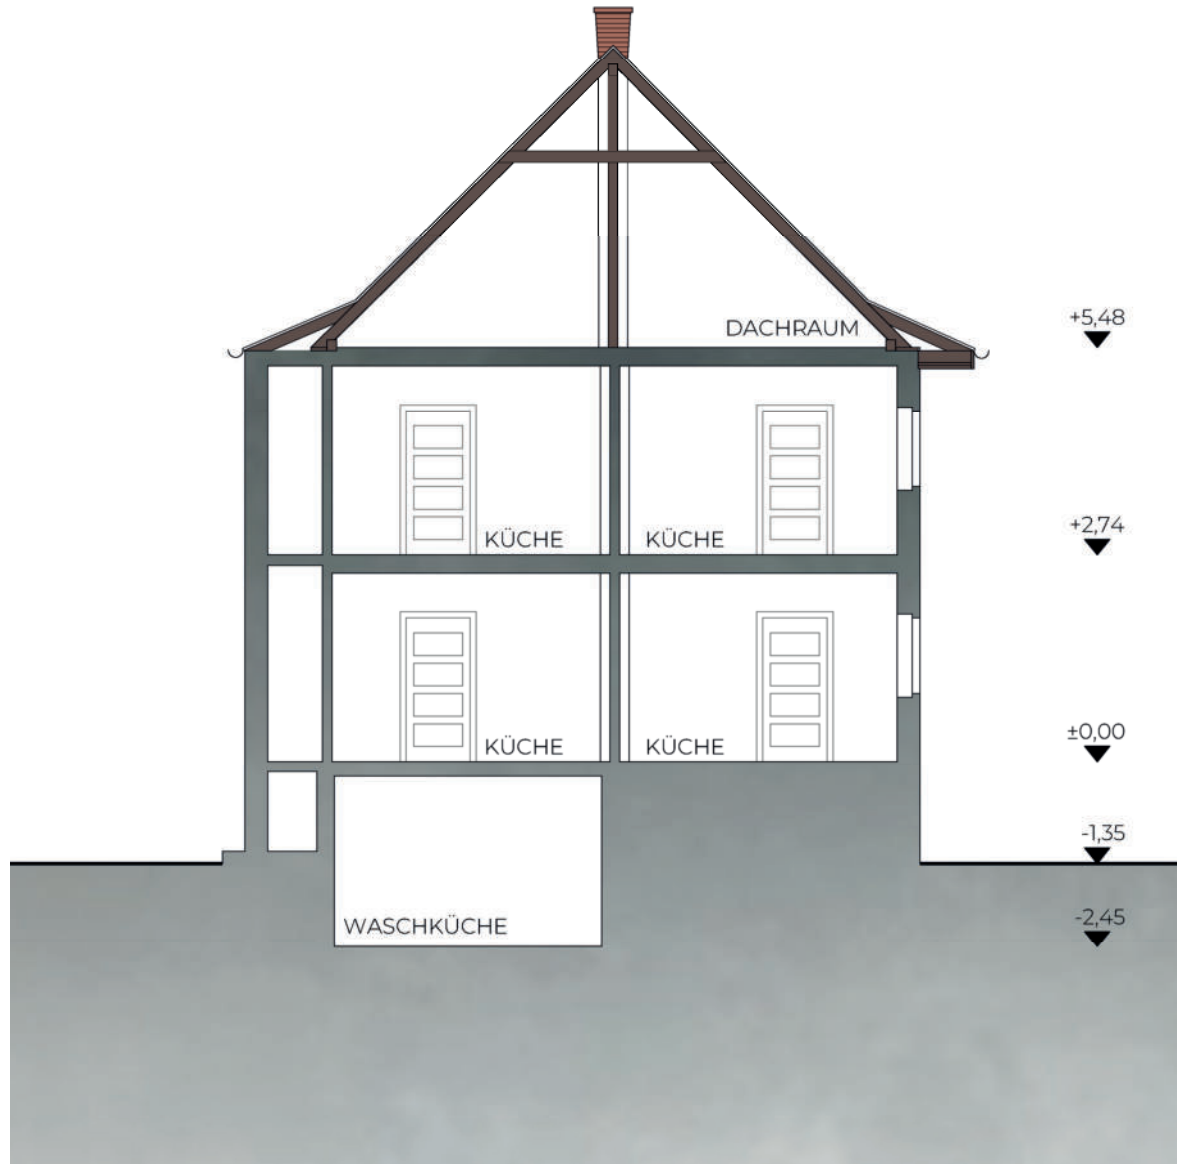 DACHRAUM
+5,48
KÜCHE
KÜCHE
+2,74
KÜCHE
KÜCHE
±0,00
-1,35
WASCHKÜCHE
-2,45